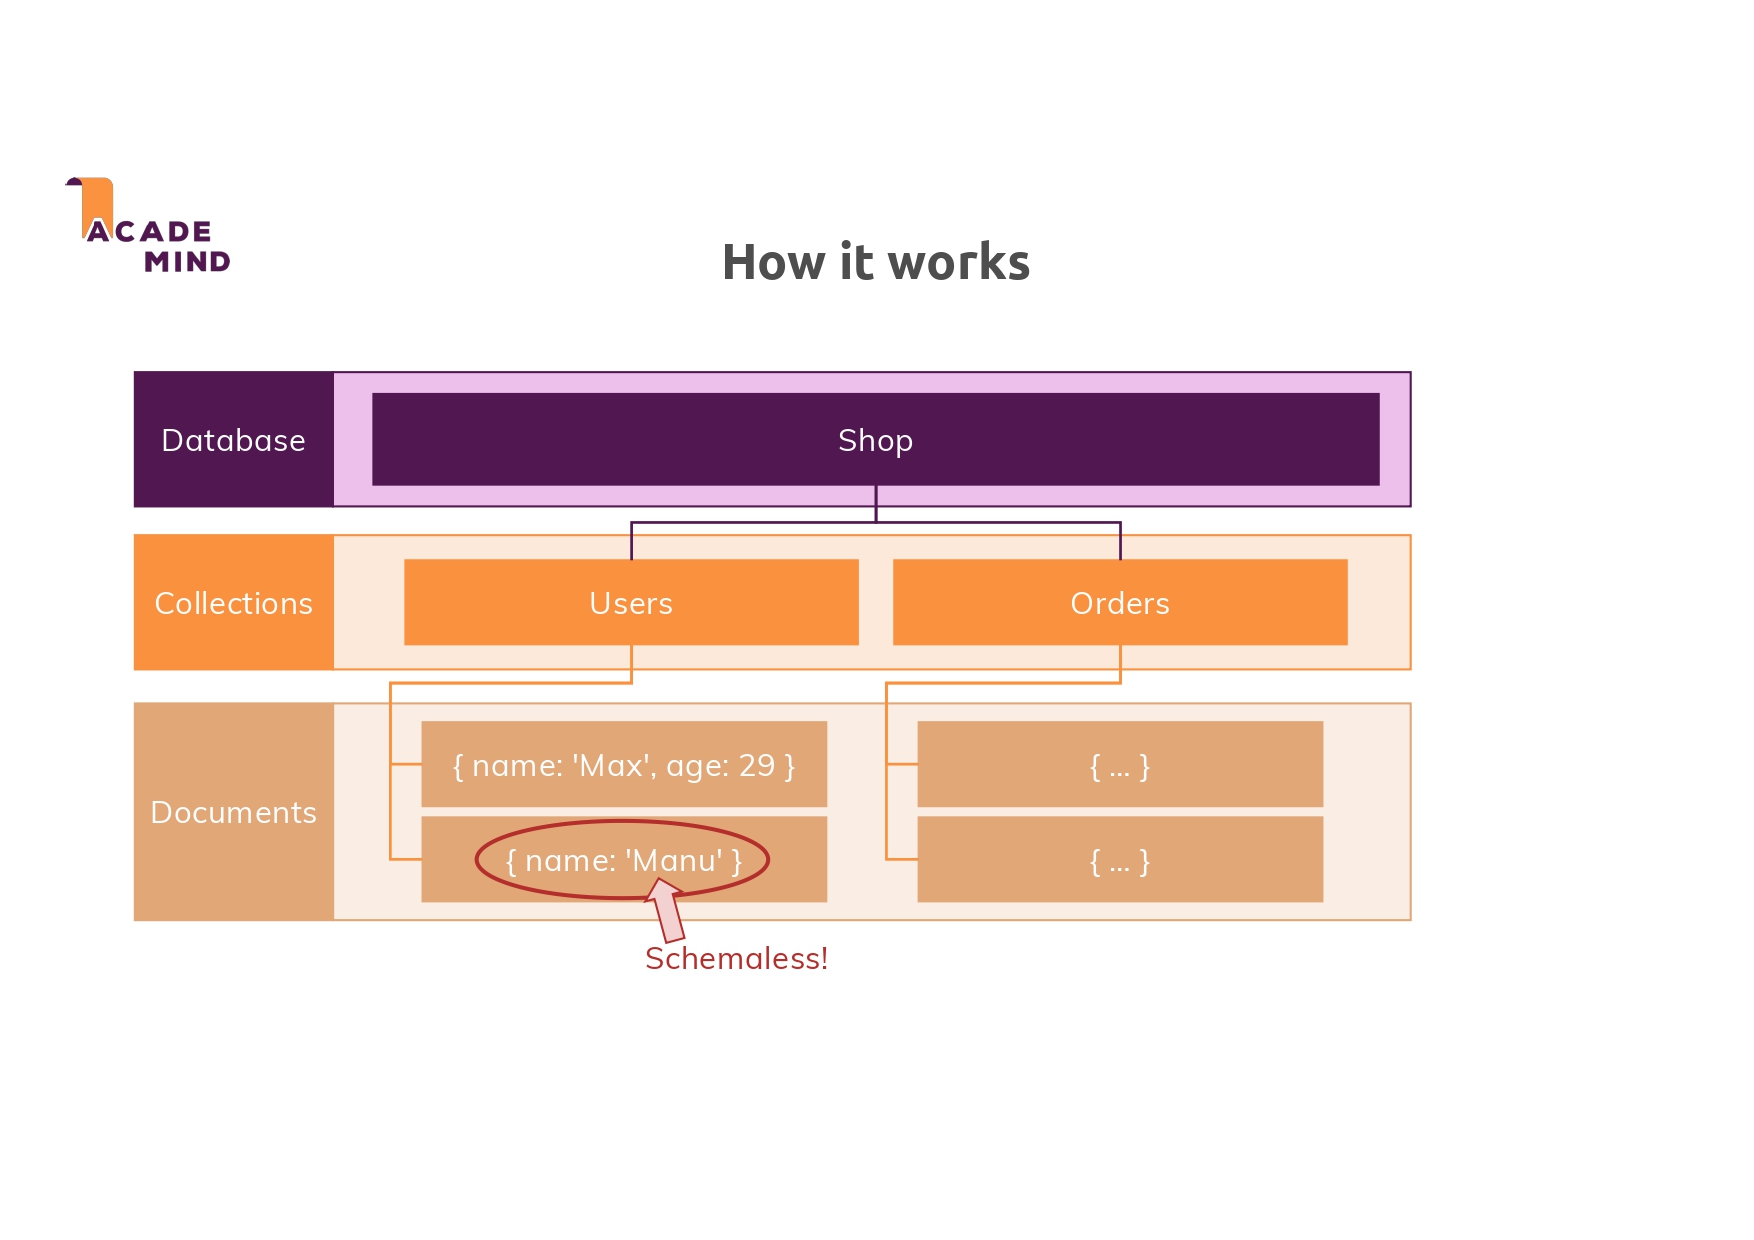 ACADE
MIND
How it works
Database
Shop
Collections
Users
Orders
Documents
{ name: 'Max', age: 29 }
{ ... }
{ name: 'Manu' }
{ ... }
Schemaless!